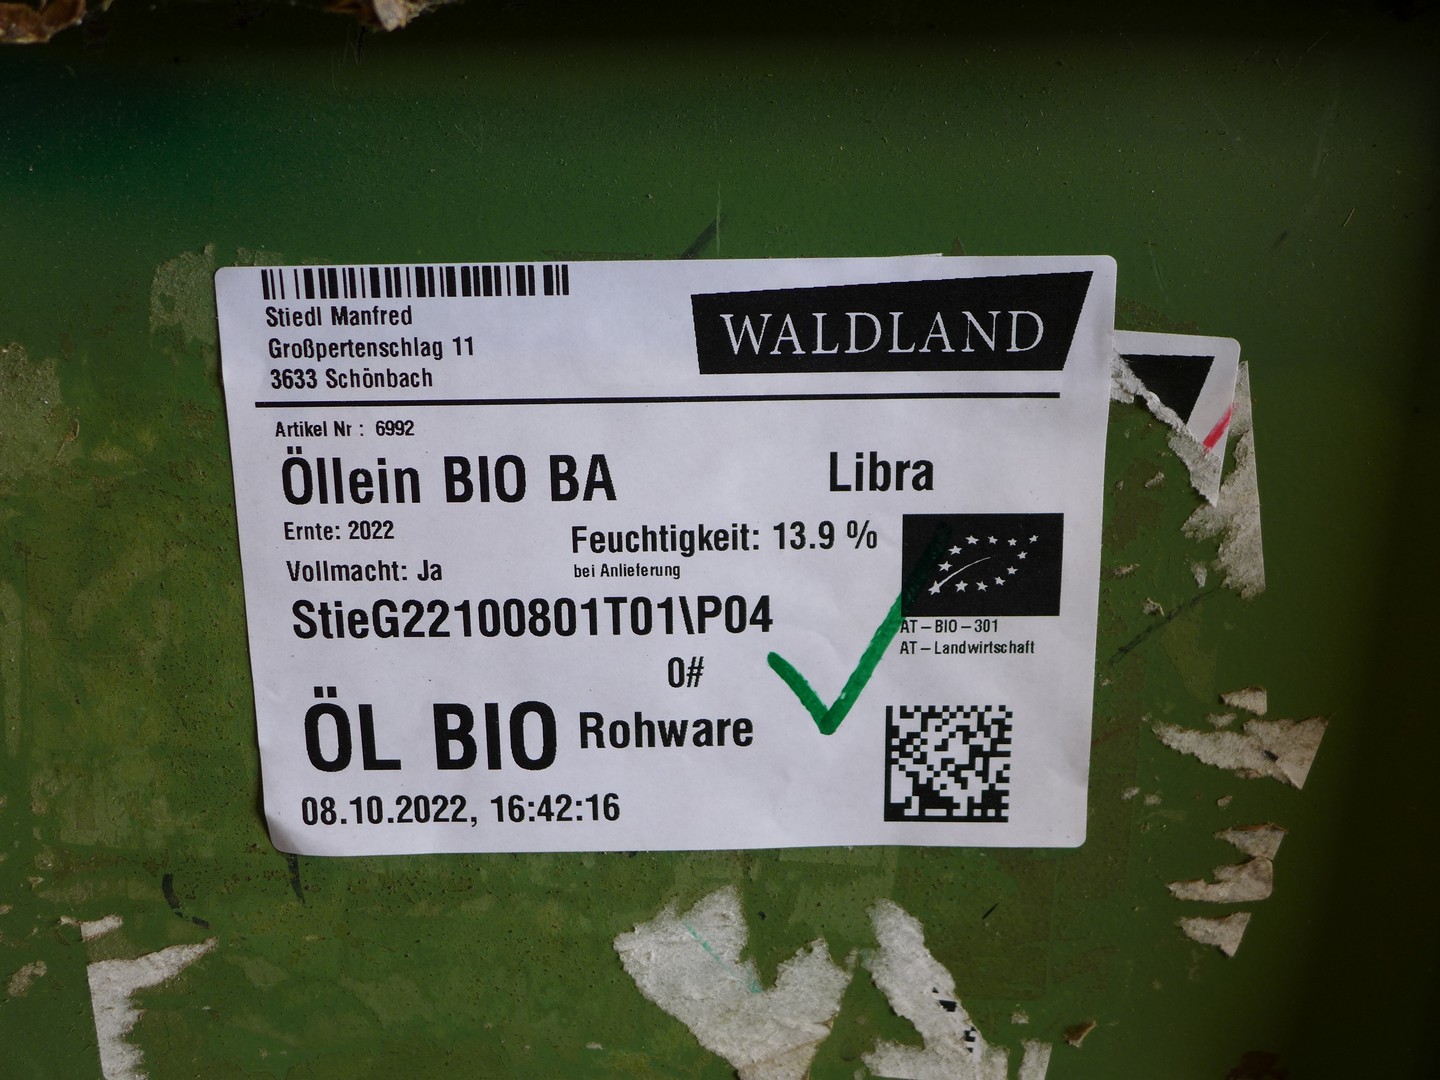 Stiedl Manfred
Großpertenschlag 11
3633 Schönbach
WALDLAND
Artikel Nr : 6992
Öllein BIO BA Libra
Ernte: 2022
Feuchtigkeit: 13.9 %
Vollmacht: Ja
bei Anlieferung
StieG22100801T01\P04
AT – BIO – 301
AT – Landwirtschaft
0#
ÖL BIO Rohware
08.10.2022, 16:42:16